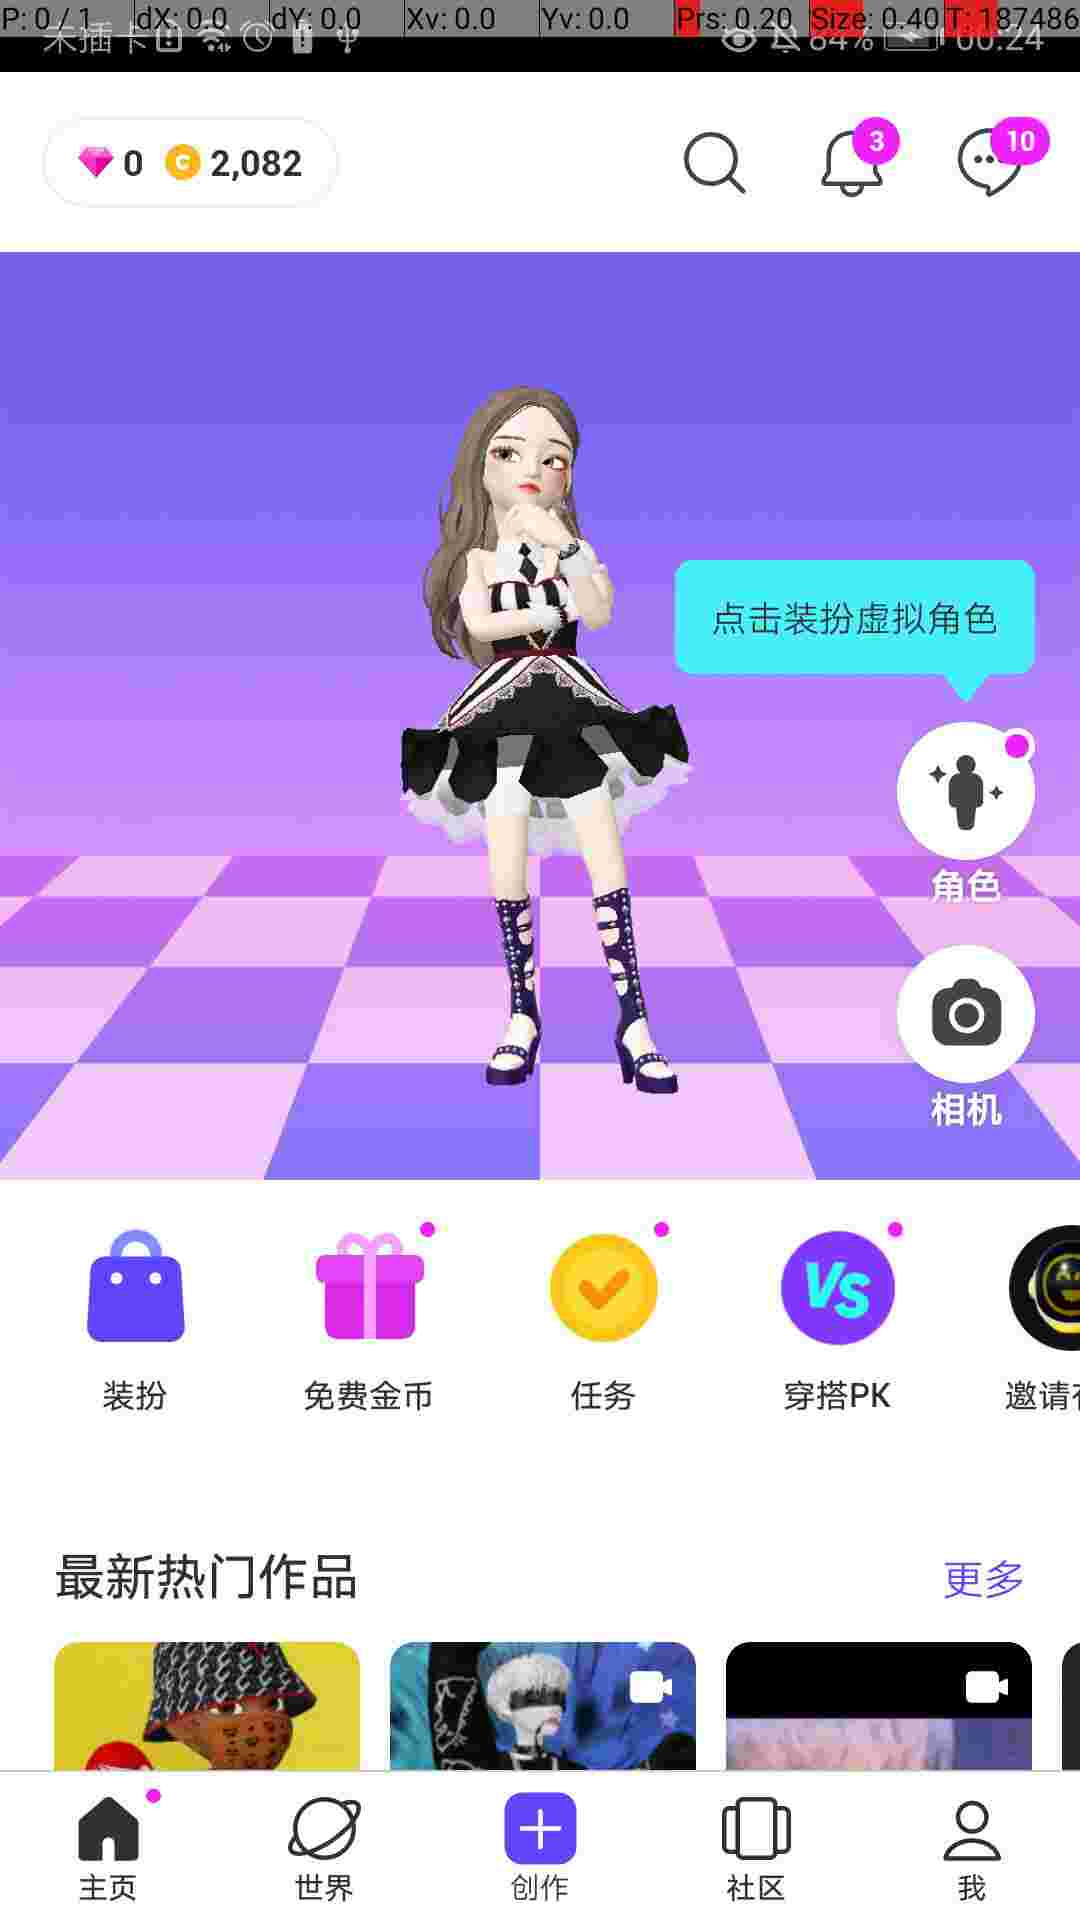 P: 0 / 1 dX: 0.0 dY: 0.0 Xv: 0.0 Yv: 0.0 Prs: 0.20 Size: 0.40 T: 187486
未插卡 84% 00:24
0 C 2,082 3 10
点击装扮虚拟角色
角色
相机
VS
装扮 免费金币 任务 穿搭PK 邀请
最新热门作品 更多
主页 世界 创作 社区 我